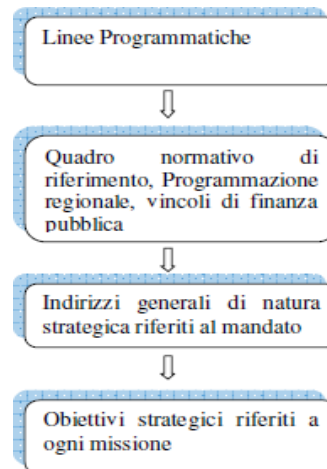 Linee Programmatiche
Quadro normativo di
riferimento, Programmazione
regionale, vincoli di finanza
pubblica
Indirizzi generali di natura
strategica riferiti al mandato
Obiettivi strategici riferiti a
ogni missione